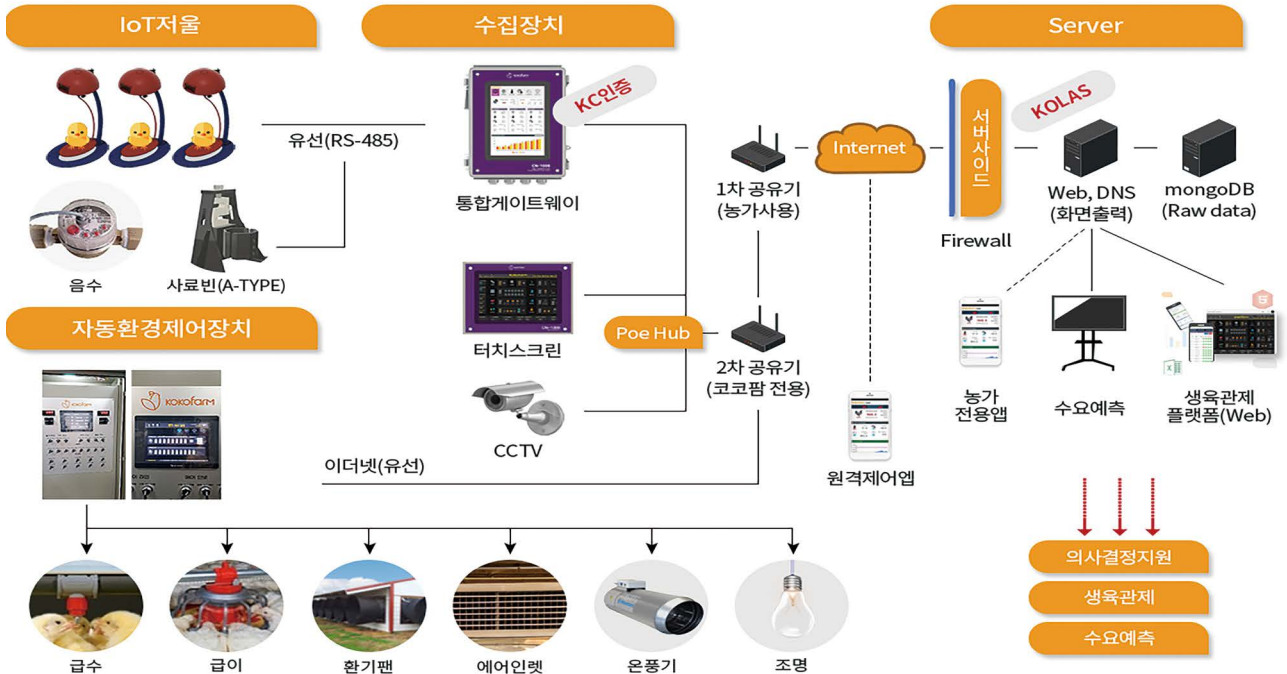 IoT저울
수집장치
Server
KC인증
KOLAS
유선(RS-485)
통합게이트웨이
음수
사료빈(A-TYPE)
1차 공유기
(농가사용)
Internet
서버사이드
Firewall
Web, DNS
(화면출력)
mongoDB
(Raw data)
자동환경제어장치
KOKOFARM
터치스크린
Poe Hub
2차 공유기
(코코팜 전용)
CCTV
이더넷(유선)
원격제어엡
농가
전용앱
수요예측
생육관제
플랫폼(Web)
의사결정지원
생육관제
수요예측
급수
급이
환기팬
에어인렛
온풍기
조명